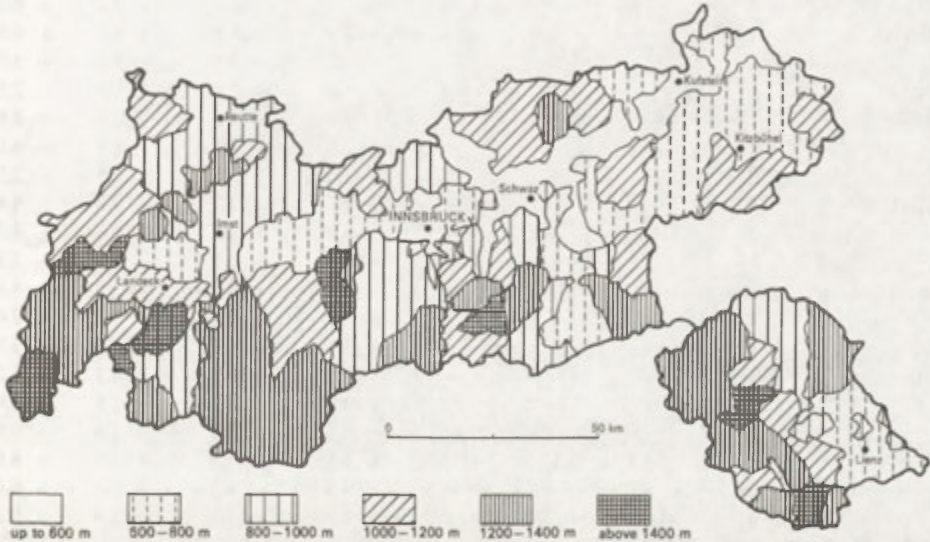 Kufstein
Reutte
Kitzbühel
Schwaz
INNSBRUCK
Imst
Landeck
0 50 km
Lienz
up to 600 m 600–800 m 800–1000 m 1000–1200 m 1200–1400 m above 1400 m